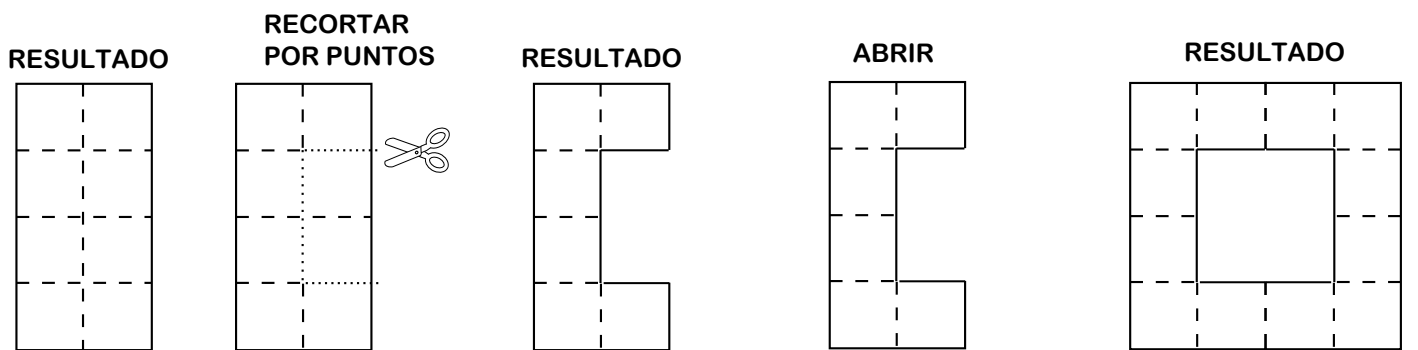 RESULTADO
RECORTAR
POR PUNTOS
RESULTADO
ABRIR
RESULTADO